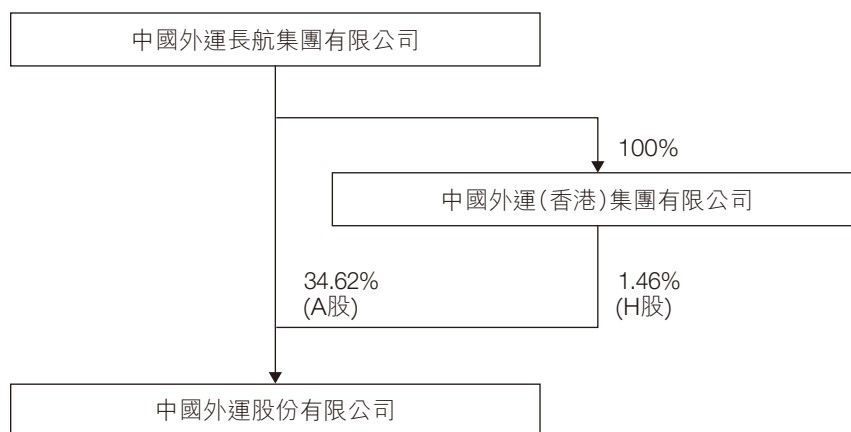 中國外運長航集團有限公司
100%
中國外運(香港)集團有限公司
34.62%
(A股)
1.46%
(H股)
中國外運股份有限公司